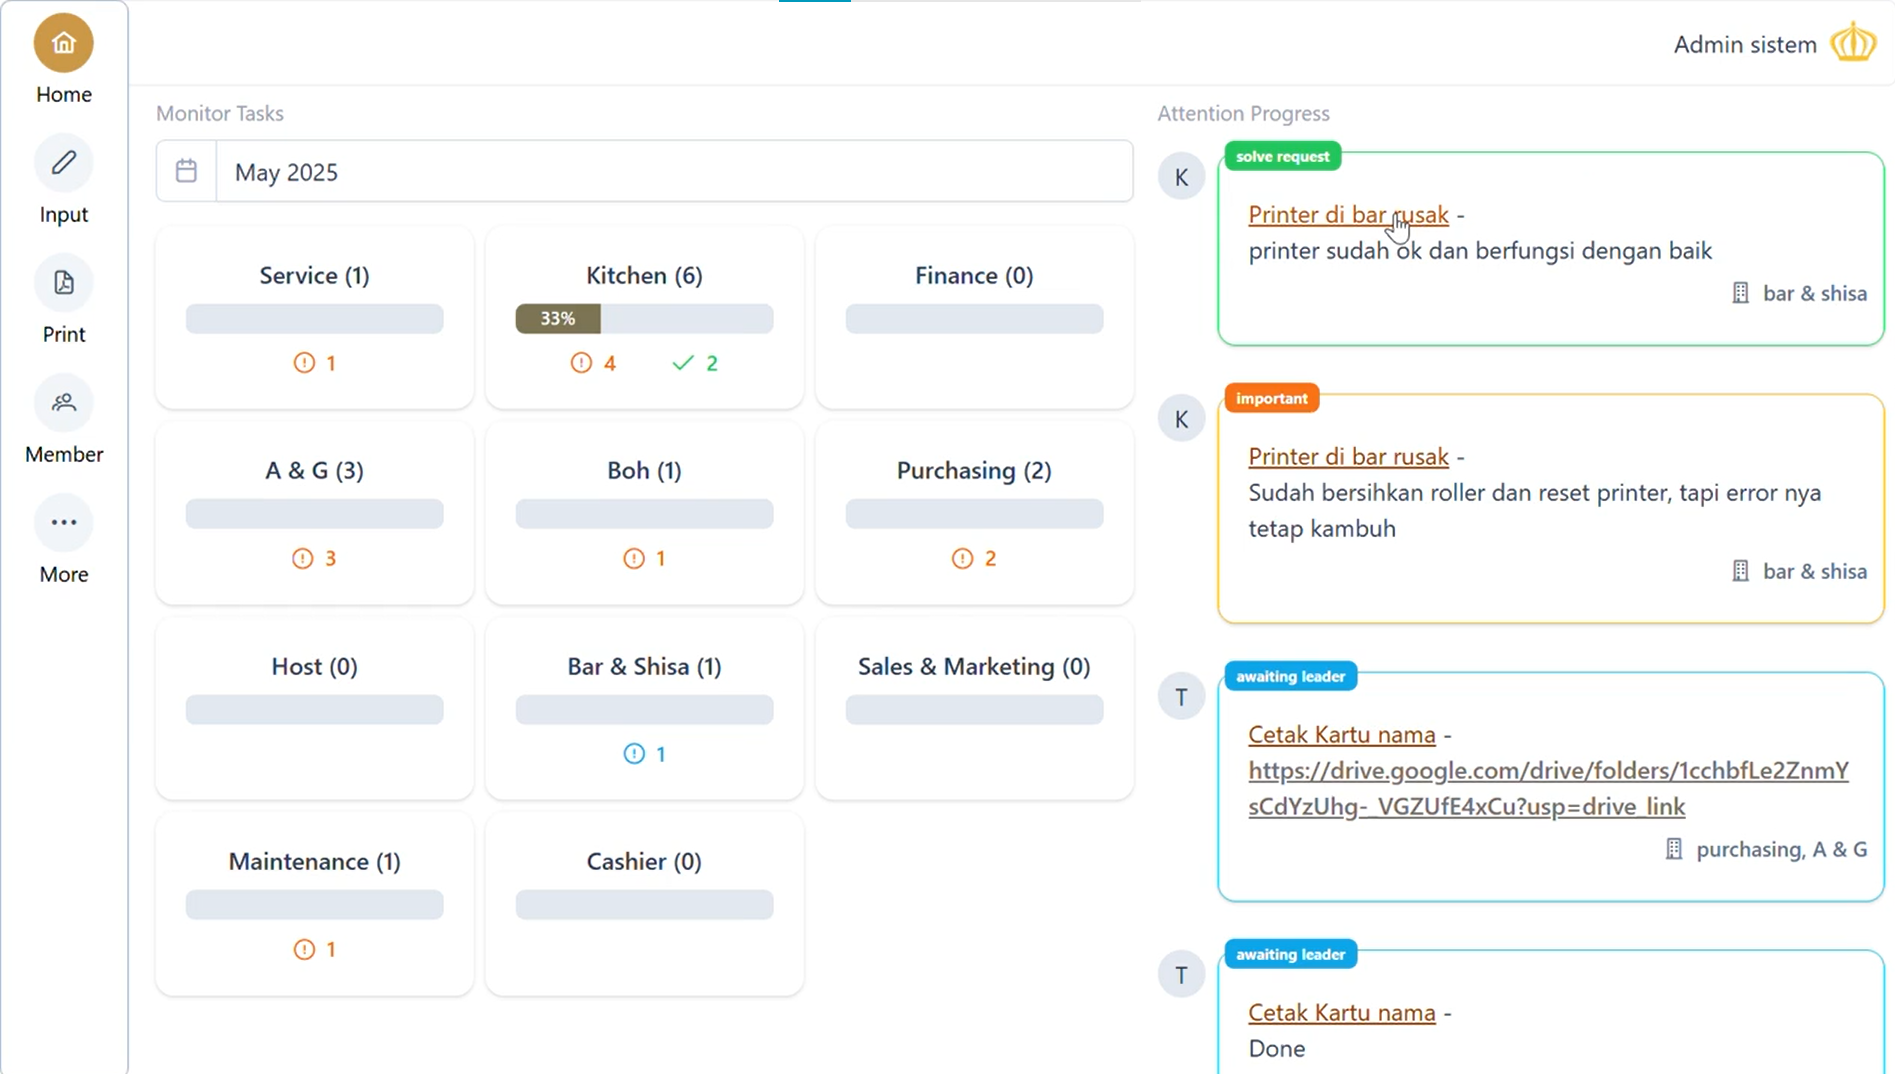 Home
Input
Print
Member
More
Admin sistem
Monitor Tasks
May 2025
Service (1)
1
Kitchen (6)
33%
4
2
Finance (0)
A & G (3)
3
Boh (1)
1
Purchasing (2)
2
Host (0)
Bar & Shisa (1)
1
Sales & Marketing (0)
Maintenance (1)
1
Cashier (0)
Attention Progress
K
solve request
Printer di bar rusak -
printer sudah ok dan berfungsi dengan baik
bar & shisa
K
important
Printer di bar rusak -
Sudah bersihkan roller dan reset printer, tapi error nya
tetap kambuh
bar & shisa
T
awaiting leader
Cetak Kartu nama -
https://drive.google.com/drive/folders/1cchbfLe2ZnmY
sCdYzUhg-_VGZUfE4xCu?usp=drive_link
purchasing, A & G
T
awaiting leader
Cetak Kartu nama -
Done